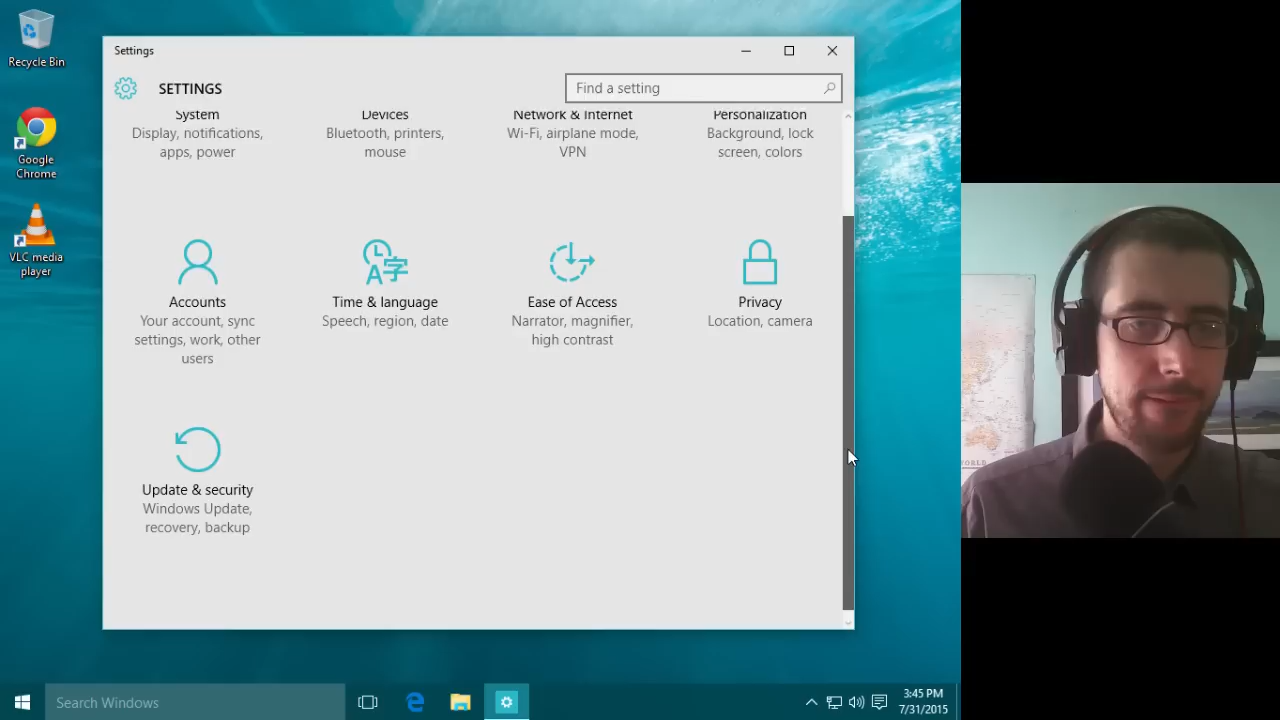 Recycle Bin
Google
Chrome
VLC media
player
Settings
SETTINGS
Find a setting
System
Display, notifications,
apps, power
Devices
Bluetooth, printers,
mouse
Network & Internet
Wi-Fi, airplane mode,
VPN
Personalization
Background, lock
screen, colors
Accounts
Your account, sync
settings, work, other
users
Time & language
Speech, region, date
Ease of Access
Narrator, magnifier,
high contrast
Privacy
Location, camera
Update & security
Windows Update,
recovery, backup
Search Windows
3:45 PM
7/31/2015